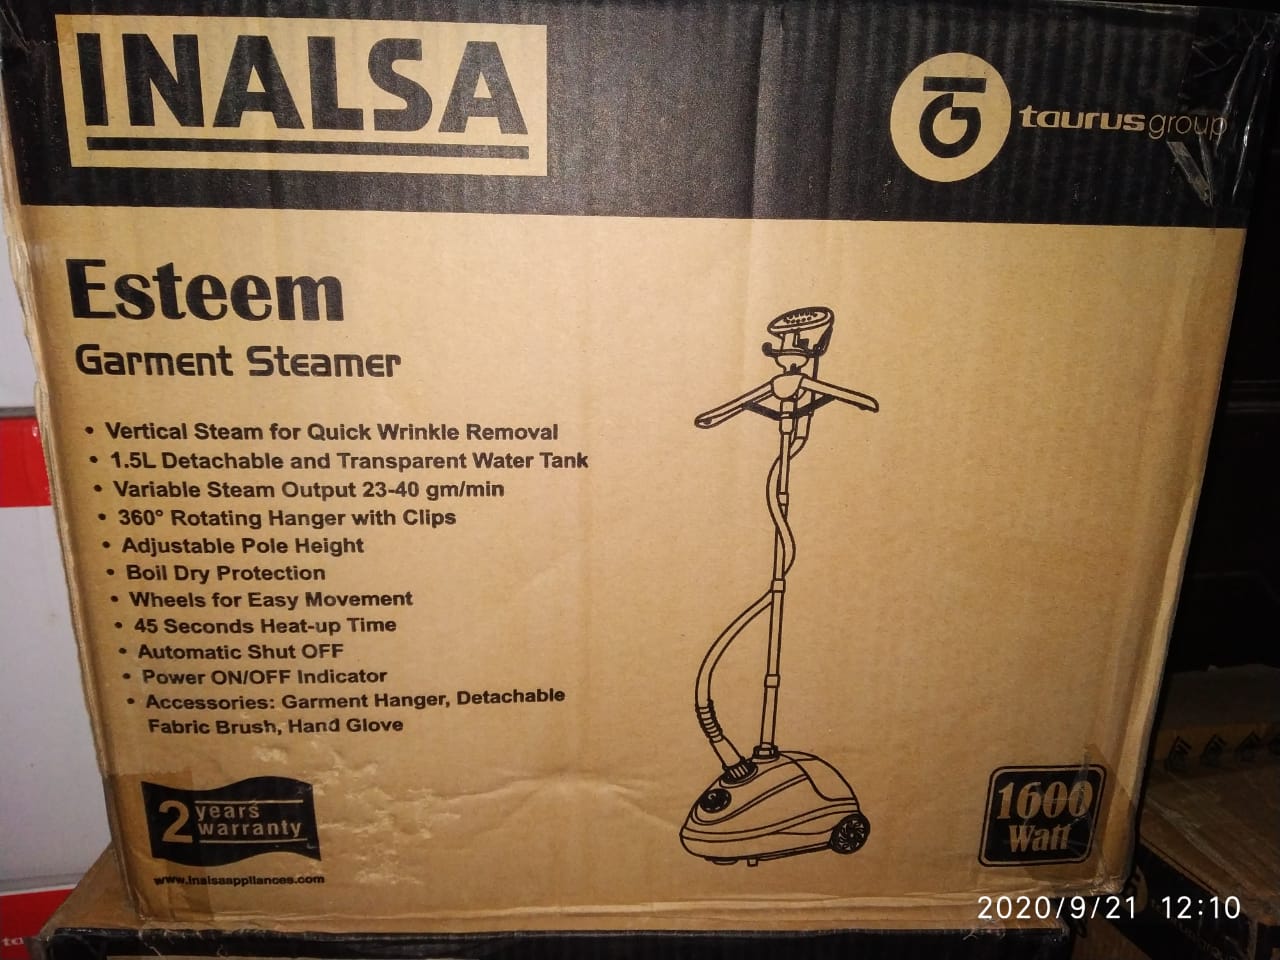 INALSA
taurusgroup
Esteem
Garment Steamer
• Vertical Steam for Quick Wrinkle Removal
• 1.5L Detachable and Transparent Water Tank
• Variable Steam Output 23-40 gm/min
• 360° Rotating Hanger with Clips
• Adjustable Pole Height
• Boil Dry Protection
• Wheels for Easy Movement
• 45 Seconds Heat-up Time
• Automatic Shut OFF
• Power ON/OFF Indicator
• Accessories: Garment Hanger, Detachable
Fabric Brush, Hand Glove
2 years
warranty
www.inalsaappliances.com
1600
Watt
2020/9/21 12:10